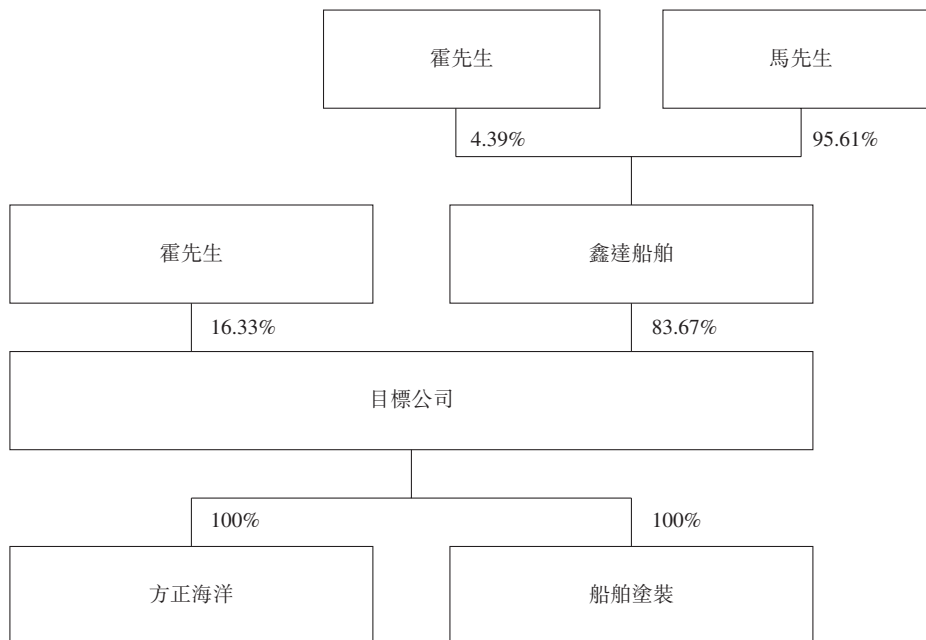 霍先生
馬先生
4.39%
95.61%
霍先生
鑫達船舶
16.33%
83.67%
目標公司
100%
100%
方正海洋
船舶塗裝